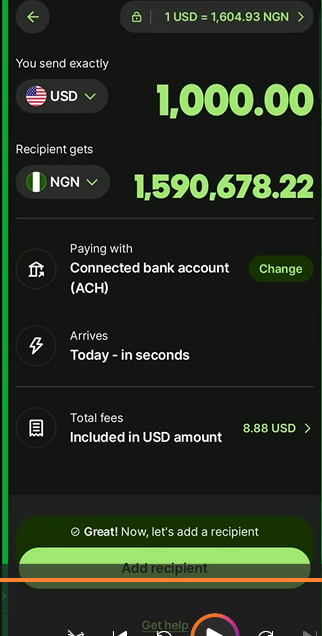 1 USD = 1,604.93 NGN
You send exactly
USD
1,000.00
Recipient gets
NGN
1,590,678.22
Paying with
Connected bank account
(ACH)
Change
Arrives
Today - in seconds
Total fees
Included in USD amount
8.88 USD
Great! Now, let's add a recipient
Add recipient
Get help